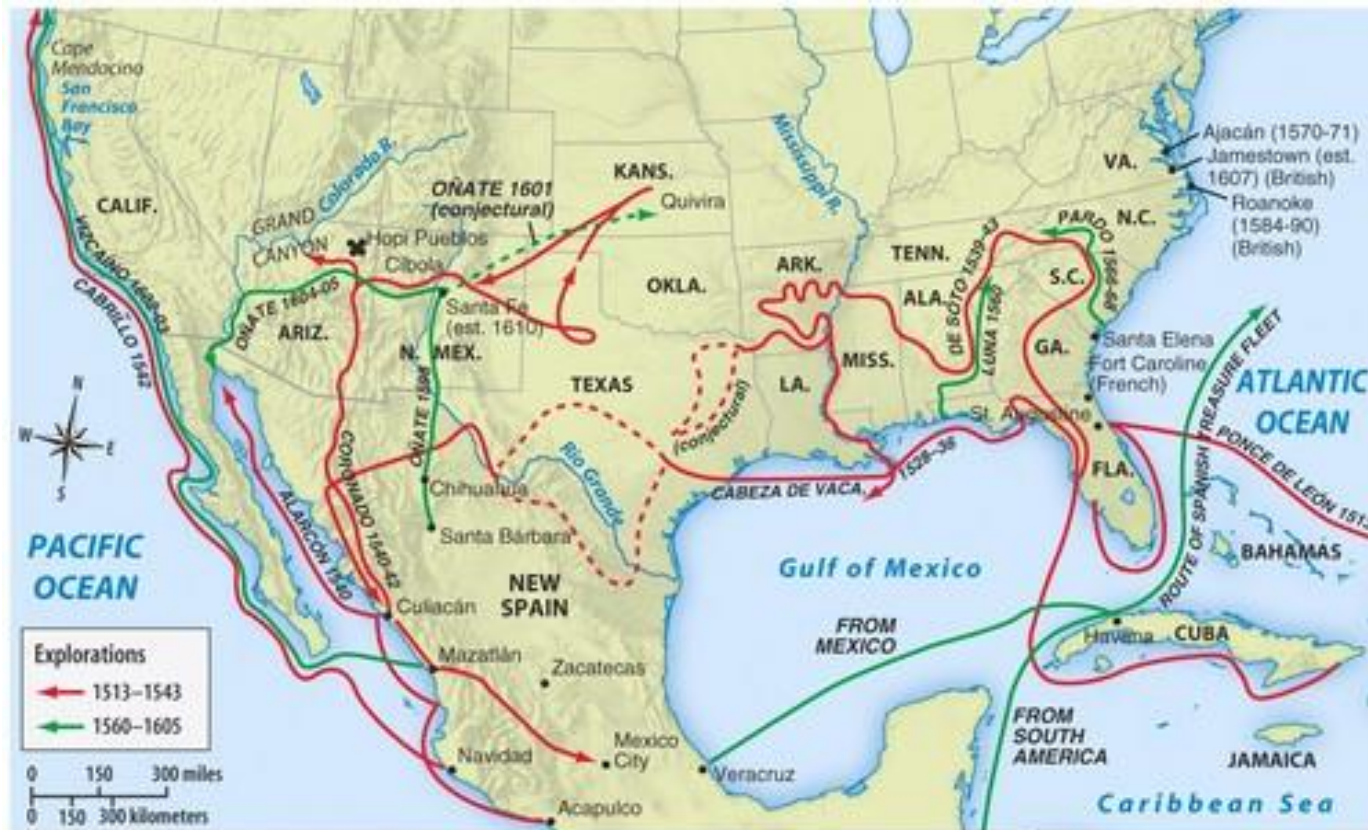 Cape
Mendocino
San
Francisco
Bay
CALIF.
VIZCAÍNO 1602-03
CABRILLO 1542
GRAND
CANYON
Colorado R.
Hopi Pueblos
Cíbola
OÑATE 1601
(conjectural)
KANS.
Quivira
OÑATE 1604-05
ARIZ.
Santa Fe
(est. 1610)
N. MEX.
OÑATE 1598
OKLA.
TEXAS
Mississippi R.
ARK.
TENN.
ALA.
MISS.
LA.
(conjectural)
DE SOTO 1539-43
LUNA 1560
PARDO 1566-68
VA.
N.C.
S.C.
GA.
FLA.
Ajacán (1570-71)
Jamestown (est.
1607) (British)
Roanoke
(1584-90)
(British)
Santa Elena
Fort Caroline
(French)
St. Augustine
ATLANTIC
OCEAN
ROUTE OF SPANISH TREASURE FLEET
PONCE DE LEÓN 1513
BAHAMAS
N
W
E
S
ALARCÓN 1540
CORONADO 1540-42
Chihuahua
Santa Bárbara
Rio Grande
CABEZA DE VACA,
1528-36
PACIFIC
OCEAN
NEW
SPAIN
Gulf of Mexico
Culiacán
Mazatlán
Zacatecas
FROM
MEXICO
Havana
CUBA
Explorations
1513–1543
1560–1605
0 150 300 miles
0 150 300 kilometers
Navidad
Mexico
City
Veracruz
Acapulco
FROM
SOUTH
AMERICA
JAMAICA
Caribbean Sea